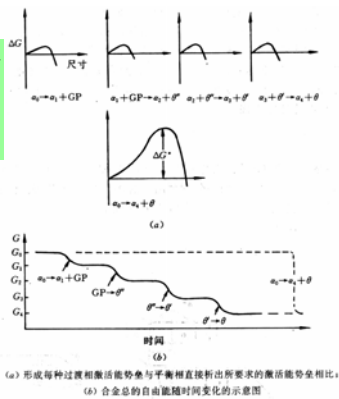 ΔG
尺寸
α₀→α₁+GP
α₁+GP→α₂+θ″
α₂+θ″→α₃+θ′
α₃+θ′→α₄+θ
ΔG*
α₀→α₄+θ
(a)
G
G₀
G₁
G₂
G₃
G₄
α₀→α₁+GP
GP→θ″
θ″→θ′
θ′→θ
α₀→α₄+θ
时间
(b)
(a) 形成每种过渡相激活能势垒与平衡相直接析出所要求的激活能势垒相比;
(b) 合金总的自由能随时间变化的示意图